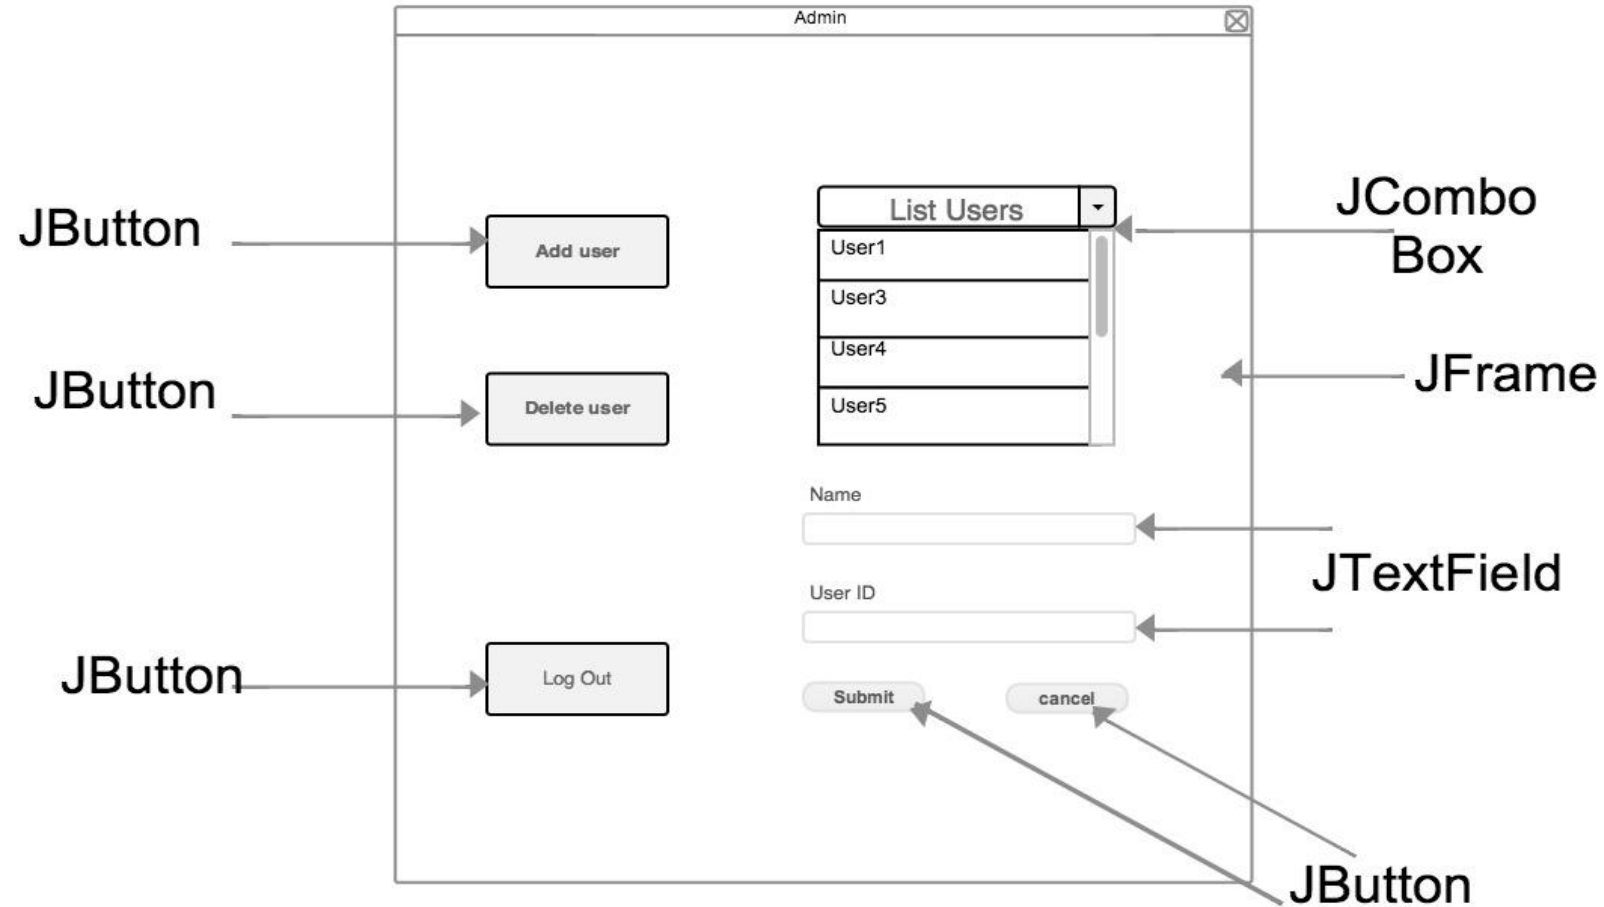 Admin
JButton
Add user
List Users
JCombo
Box
User1
User3
User4
User5
JButton
Delete user
JFrame
Name
JTextField
User ID
JButton
Log Out
Submit
cancel
JButton